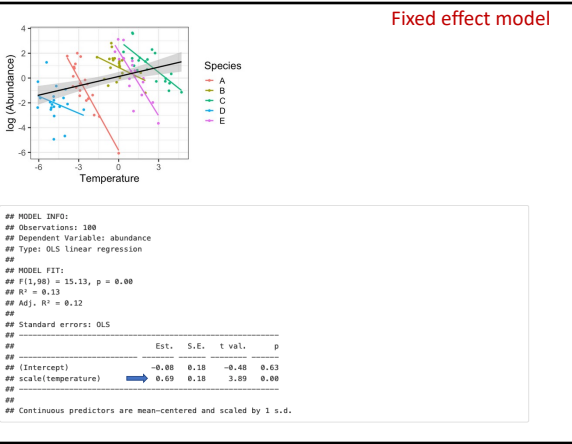 Fixed effect model
4
2
0
-2
-4
-6
log (Abundance)
-6 -3 0 3
Temperature
Species
A
B
C
D
E
## MODEL INFO:
## Observations: 100
## Dependent Variable: abundance
## Type: OLS linear regression
##
## MODEL FIT:
## F(1,98) = 15.13, p = 0.00
## R² = 0.13
## Adj. R² = 0.12
##
## Standard errors: OLS
## -----------------------------------------------------------
## Est. S.E. t val. p
## ------------------------ ------- ------ -------- ------
## (Intercept) -0.08 0.18 -0.48 0.63
## scale(temperature) 0.69 0.18 3.89 0.00
## -----------------------------------------------------------
##
## Continuous predictors are mean-centered and scaled by 1 s.d.